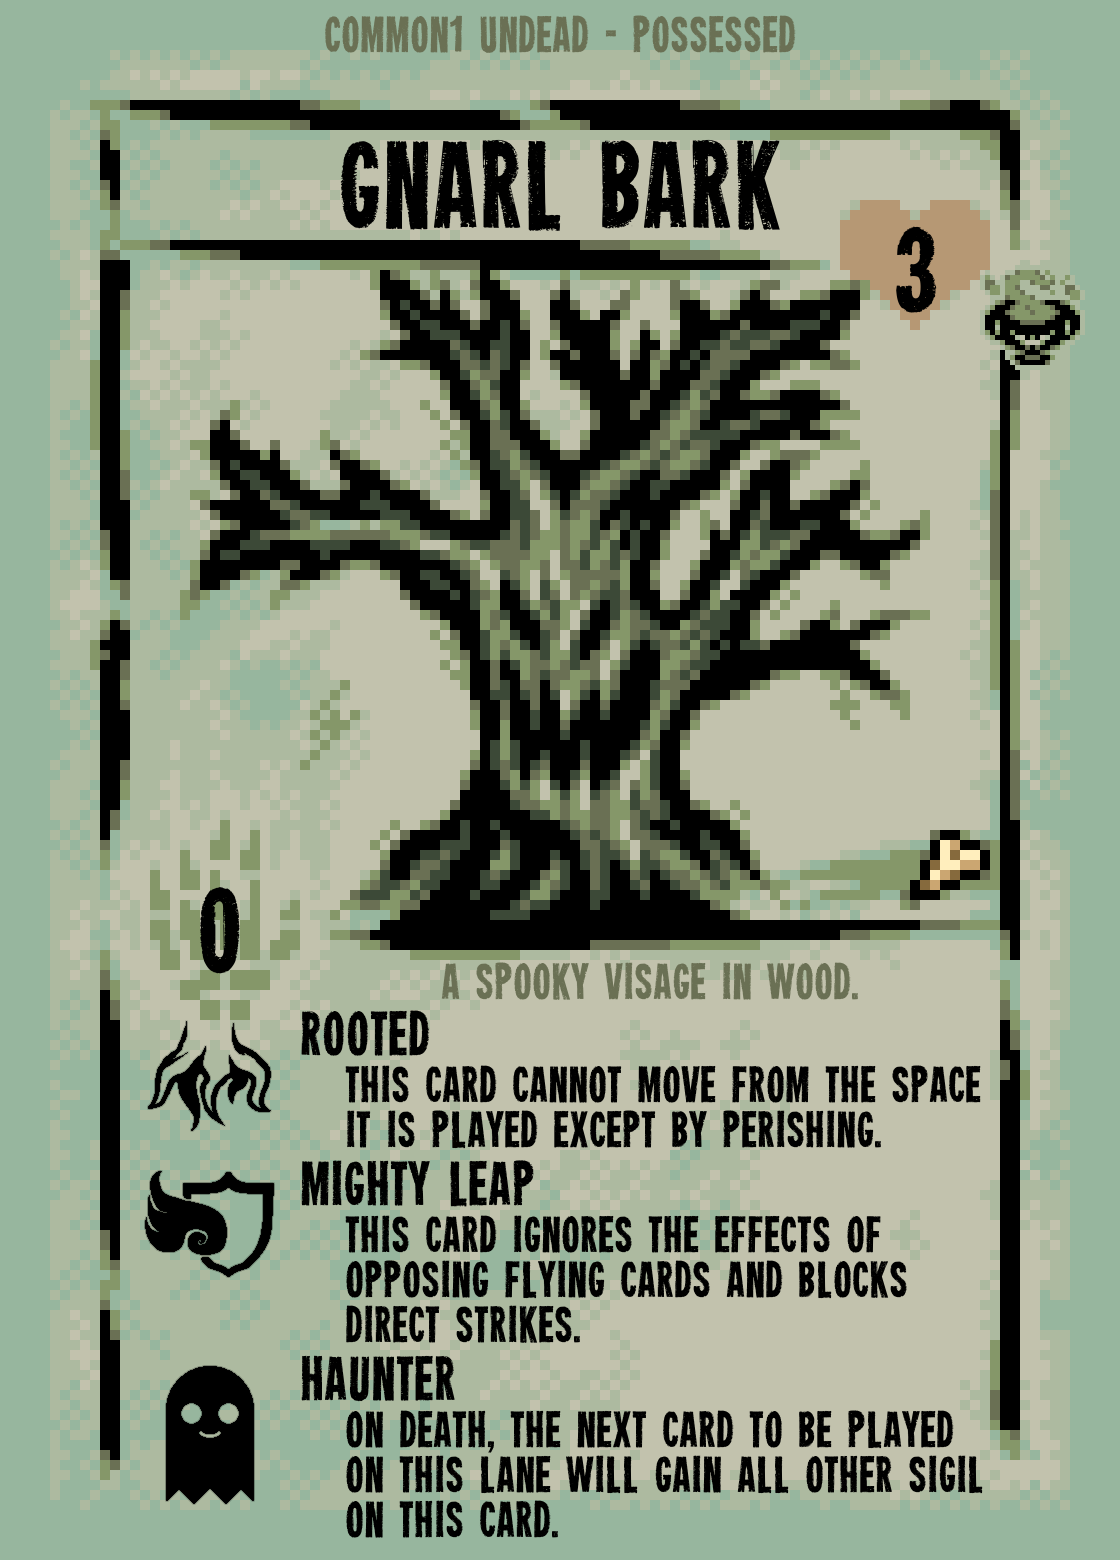 COMMON1 UNDEAD - POSSESSED
GNARL BARK
3
0
A SPOOKY VISAGE IN WOOD.
ROOTED
THIS CARD CANNOT MOVE FROM THE SPACE
IT IS PLAYED EXCEPT BY PERISHING.
MIGHTY LEAP
THIS CARD IGNORES THE EFFECTS OF
OPPOSING FLYING CARDS AND BLOCKS
DIRECT STRIKES.
HAUNTER
ON DEATH, THE NEXT CARD TO BE PLAYED
ON THIS LANE WILL GAIN ALL OTHER SIGIL
ON THIS CARD.